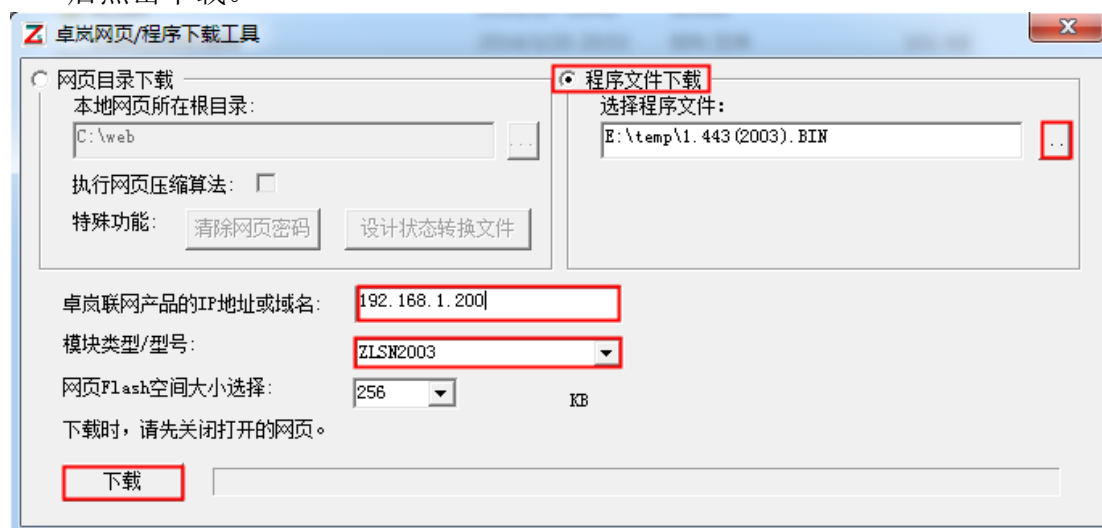 后点击下载。
卓岚网页/程序下载工具
网页目录下载
本地网页所在根目录:
C:\web
...
执行网页压缩算法:
特殊功能:
清除网页密码
设计状态转换文件
程序文件下载
选择程序文件:
E:\temp\1.443(2003).BIN
..
卓岚联网产品的IP地址或域名:
192.168.1.200
模块类型/型号:
ZLSN2003
网页Flash空间大小选择:
256
KB
下载时，请先关闭打开的网页。
下载